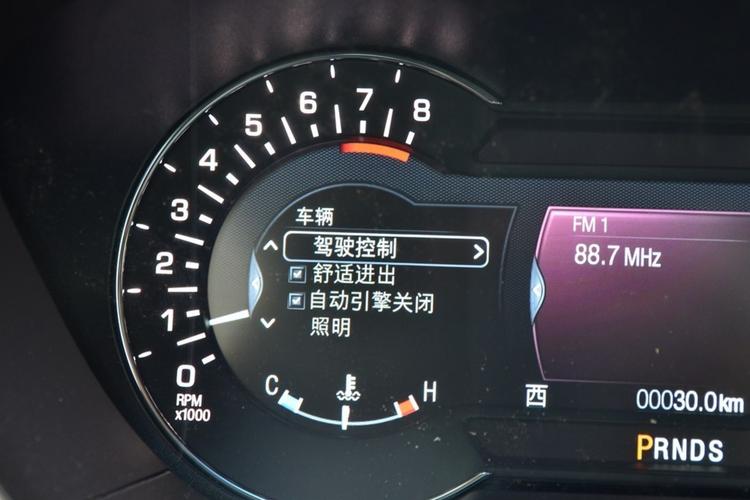 8
7
6
5
4
3
2
1
0
RPM
x1000
车辆
驾驶控制
舒适进出
自动引擎关闭
照明
C
H
FM 1
88.7 MHz
西
00030.0km
PRNDS